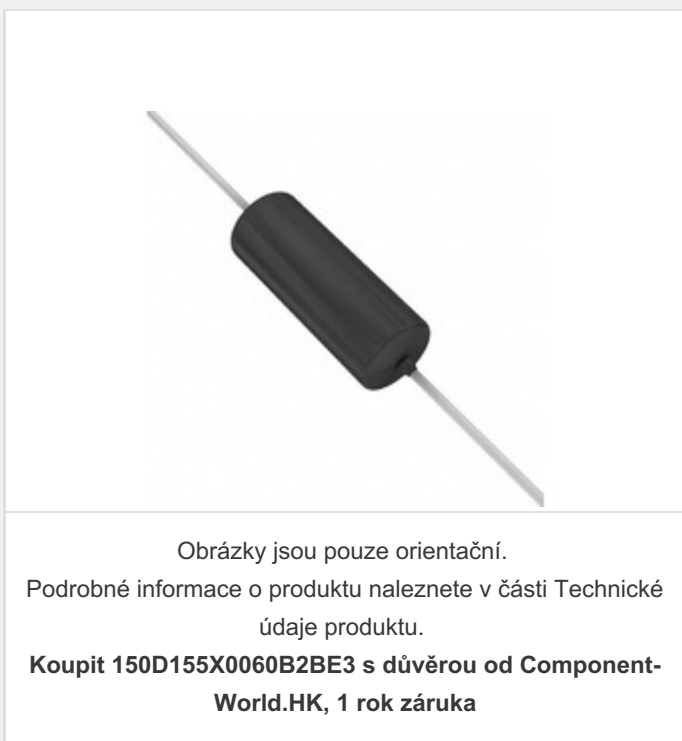 Obrázky jsou pouze orientační.
Podrobné informace o produktu naleznete v části Technické
údaje produktu.
Koupit 150D155X0060B2BE3 s důvěrou od Component-
World.HK, 1 rok záruka